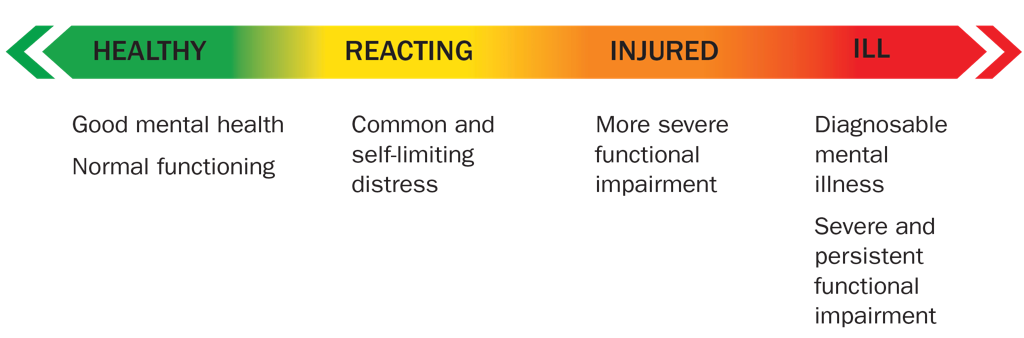 HEALTHY
REACTING
INJURED
ILL
Good mental health
Normal functioning
Common and
self-limiting
distress
More severe
functional
impairment
Diagnosable
mental
illness
Severe and
persistent
functional
impairment